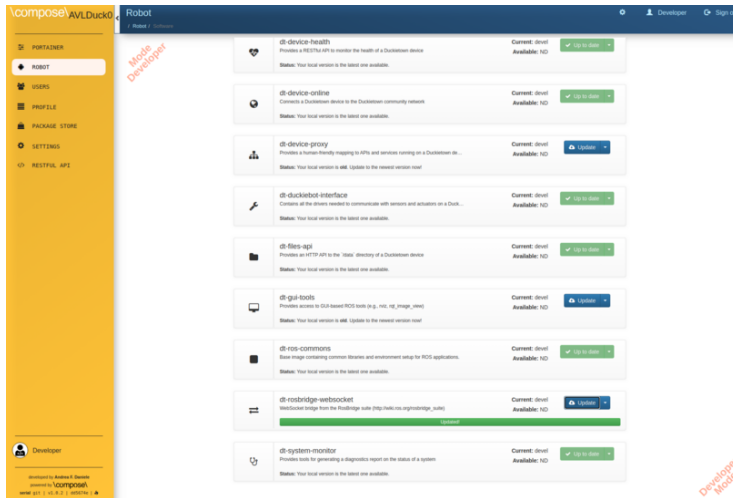 \compose\ AVLDuck0
PORTAINER
ROBOT
USERS
PROFILE
PACKAGE STORE
SETTINGS
RESTFUL API
Developer
developed by Andrea F. Daniele
powered by \compose\
Robot
/ Robot / Software
Developer
Sign o
Mode
Developer
dt-device-health
Provides a RESTful API to monitor the health of a Duckietown device
Status: Your local version is the latest one available.
Current: devel
Available: ND
Up to date
dt-device-online
Connects a Duckietown device to the Duckietown community network
Status: Your local version is the latest one available.
Current: devel
Available: ND
Up to date
dt-device-proxy
Provides a human-friendly mapping to APIs and services running on a Duckietown de...
Status: Your local version is old. Update to the newest version now!
Current: devel
Available: ND
Update
dt-duckiebot-interface
Contains all the drivers needed to communicate with sensors and actuators on a Duck...
Status: Your local version is the latest one available.
Current: devel
Available: ND
Up to date
dt-files-api
Provides an HTTP API to the `/data` directory of a Duckietown device
Status: Your local version is the latest one available.
Current: devel
Available: ND
Up to date
dt-gui-tools
Provides access to GUI-based ROS tools (e.g., rviz, rqt_image_view)
Status: Your local version is old. Update to the newest version now!
Current: devel
Available: ND
Update
dt-ros-commons
Base image containing common libraries and environment setup for ROS applications.
Status: Your local version is the latest one available.
Current: devel
Available: ND
Up to date
dt-rosbridge-websocket
WebSocket bridge from the RosBridge suite (http://wiki.ros.org/rosbridge_suite)
Updated!
Current: devel
Available: ND
Update
dt-system-monitor
Provides tools for generating a diagnostics report on the status of a system
Status: Your local version is the latest one available.
Current: devel
Available: ND
Up to date
Developer
Mode